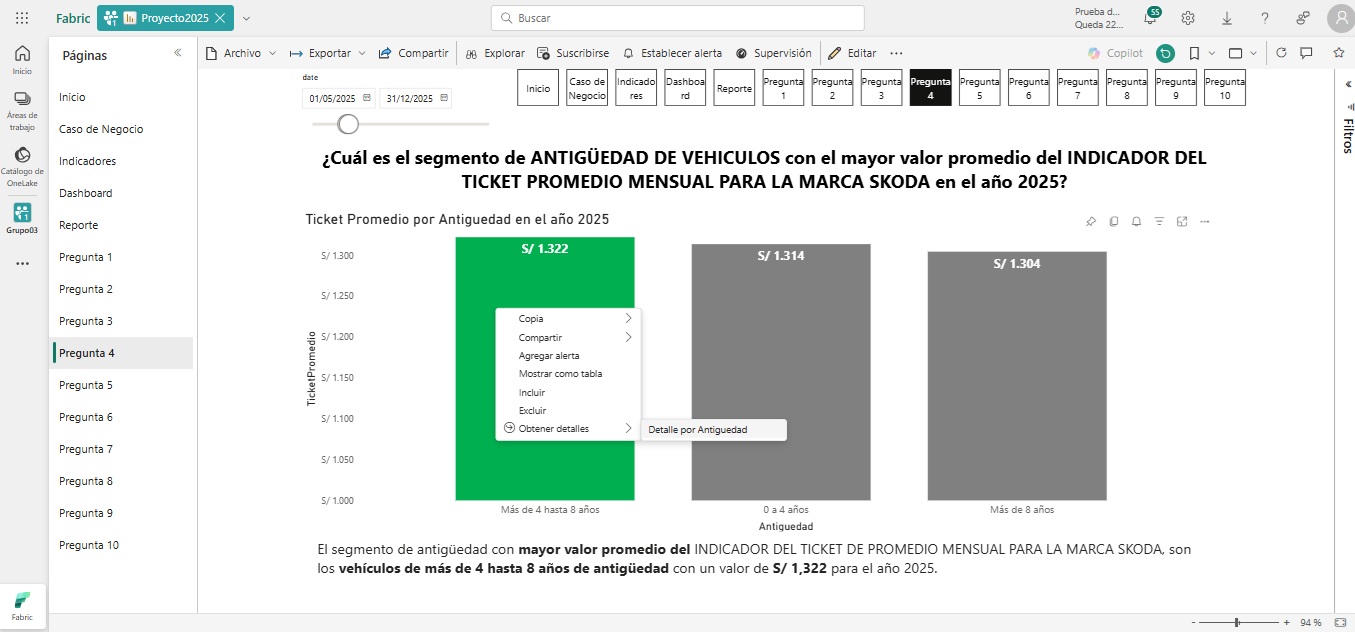 Fabric
Proyecto2025
Buscar
Prueba d...
Queda 22...
55
Páginas
Archivo
Exportar
Compartir
Explorar
Suscribirse
Establecer alerta
Supervisión
Editar
Copilot
Inicio
Áreas de
trabajo
Catálogo de
OneLake
Grupo03
Fabric
Inicio
Caso de Negocio
Indicadores
Dashboard
Reporte
Pregunta 1
Pregunta 2
Pregunta 3
Pregunta 4
Pregunta 5
Pregunta 6
Pregunta 7
Pregunta 8
Pregunta 9
Pregunta 10
date
01/05/2025
31/12/2025
Inicio
Caso de
Negocio
Indicado
res
Dashboa
rd
Reporte
Pregunta
1
Pregunta
2
Pregunta
3
Pregunta
4
Pregunta
5
Pregunta
6
Pregunta
7
Pregunta
8
Pregunta
9
Pregunta
10
Filtros
¿Cuál es el segmento de ANTIGÜEDAD DE VEHICULOS con el mayor valor promedio del INDICADOR DEL
TICKET PROMEDIO MENSUAL PARA LA MARCA SKODA en el año 2025?
Ticket Promedio por Antiguedad en el año 2025
TicketPromedio
S/ 1.300
S/ 1.250
S/ 1.200
S/ 1.150
S/ 1.100
S/ 1.050
S/ 1.000
S/ 1.322
S/ 1.314
S/ 1.304
Copia
Compartir
Agregar alerta
Mostrar como tabla
Incluir
Excluir
Obtener detalles
Detalle por Antiguedad
Más de 4 hasta 8 años
0 a 4 años
Más de 8 años
Antiguedad
El segmento de antigüedad con mayor valor promedio del INDICADOR DEL TICKET DE PROMEDIO MENSUAL PARA LA MARCA SKODA, son
los vehículos de más de 4 hasta 8 años de antigüedad con un valor de S/ 1,322 para el año 2025.
94 %